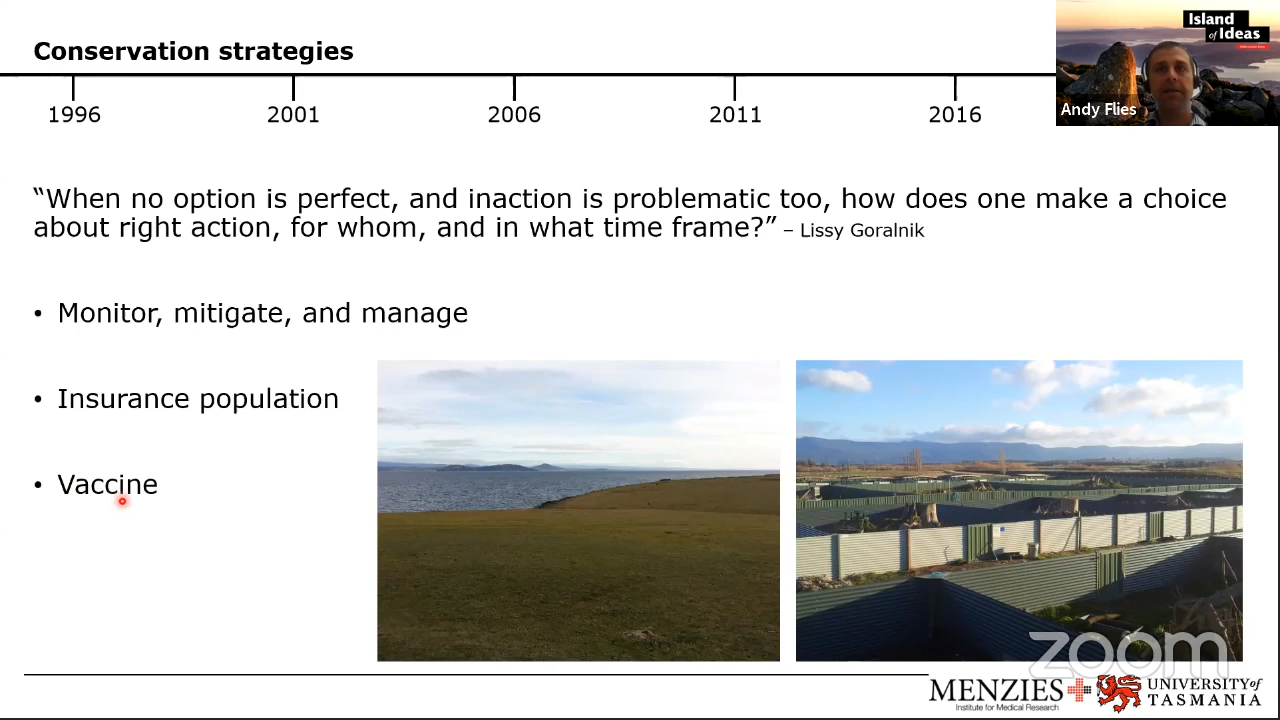 Conservation strategies
Island
of Ideas
Andy Flies
1996 2001 2006 2011 2016
“When no option is perfect, and inaction is problematic too, how does one make a choice
about right action, for whom, and in what time frame?” – Lissy Goralnik
• Monitor, mitigate, and manage
• Insurance population
• Vaccine
zoom
MENZIES
Institute for Medical Research
UNIVERSITY of
TASMANIA